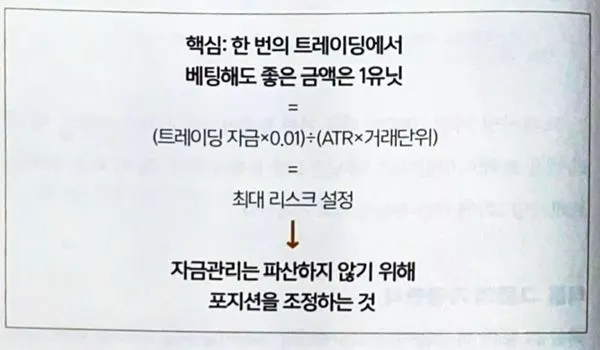 핵심: 한 번의 트레이딩에서
베팅해도 좋은 금액은 1유닛
=
(트레이딩 자금×0.01)÷(ATR×거래단위)
=
최대 리스크 설정
↓
자금관리는 파산하지 않기 위해
포지션을 조정하는 것